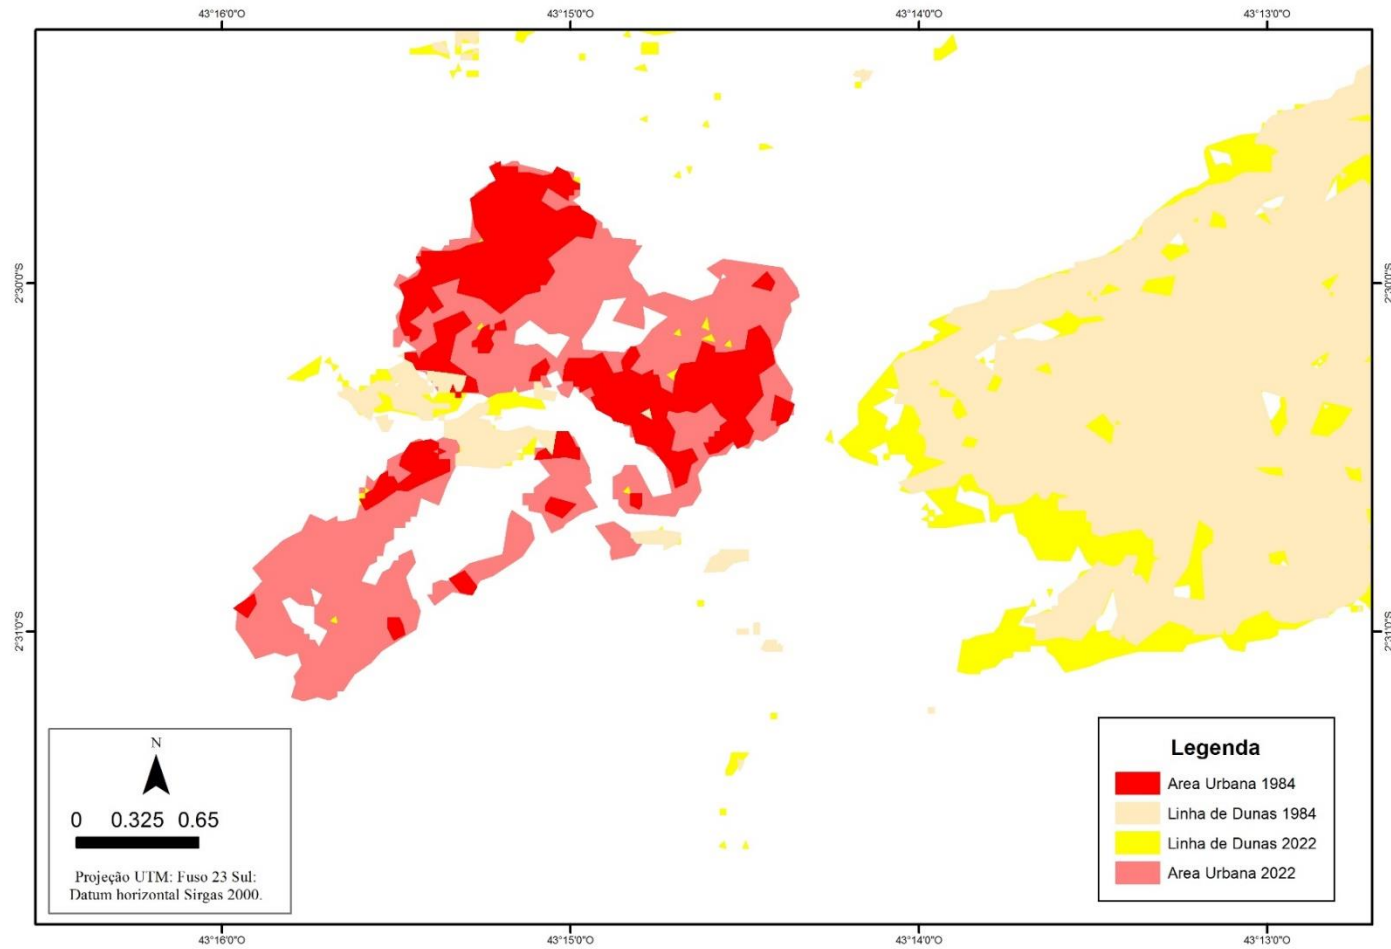 43°16'0"O 43°15'0"O 43°14'0"O 43°13'0"O
2°30'0"S 2°30'0"S
2°31'0"S 2°31'0"S
N
0 0.325 0.65
Projeção UTM: Fuso 23 Sul:
Datum horizontal Sirgas 2000.
Legenda
Area Urbana 1984
Linha de Dunas 1984
Linha de Dunas 2022
Area Urbana 2022
43°16'0"O 43°15'0"O 43°14'0"O 43°13'0"O